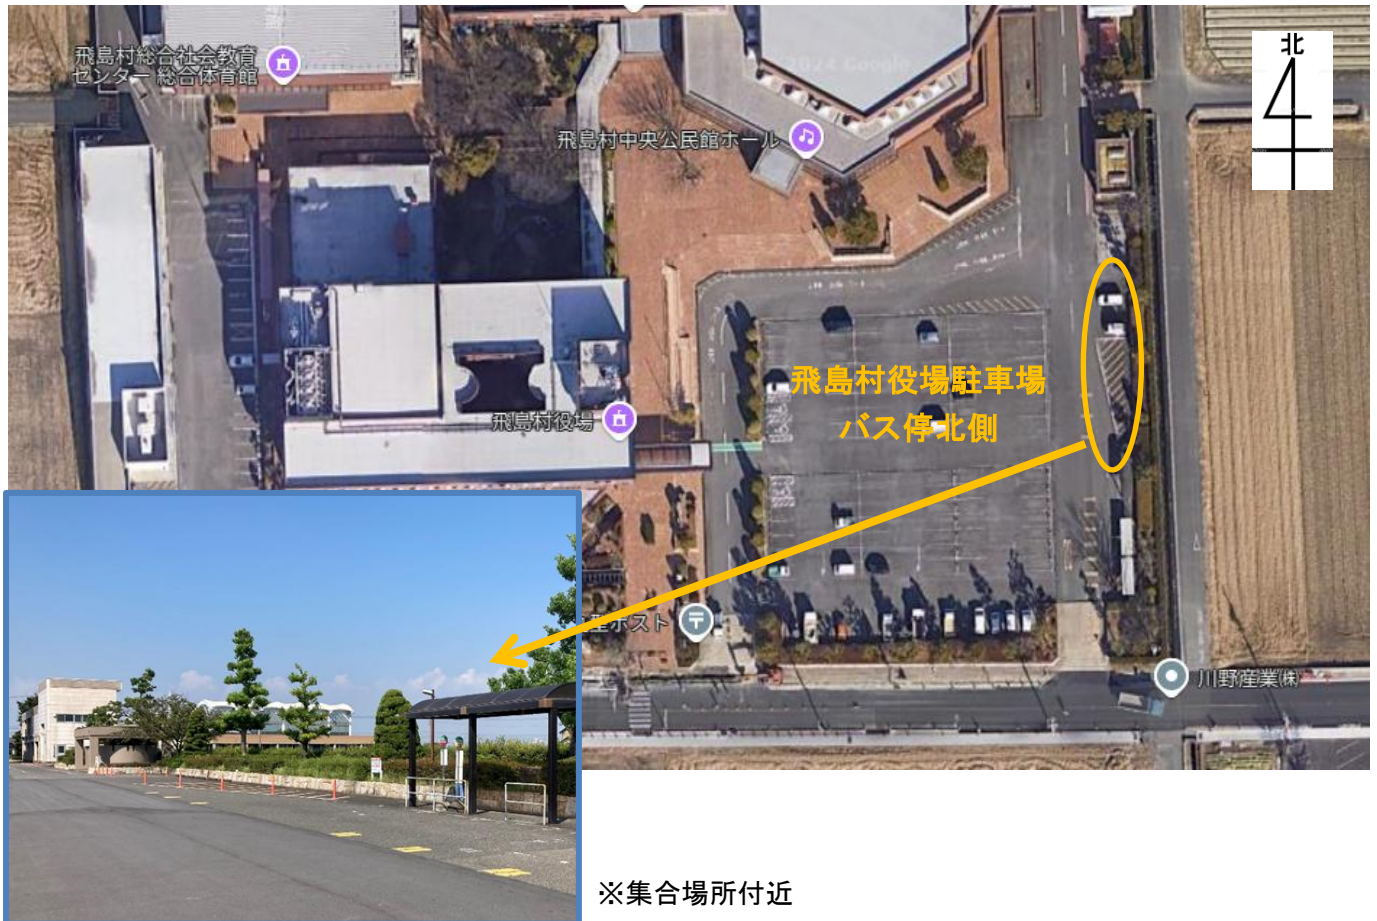 飛島村総合社会教育
センター 総合体育館
北
2024 Google
飛島村中央公民館ホール
飛島村役場駐車場
バス停北側
飛島村役場
型ポスト
川野産業㈱
※集合場所付近